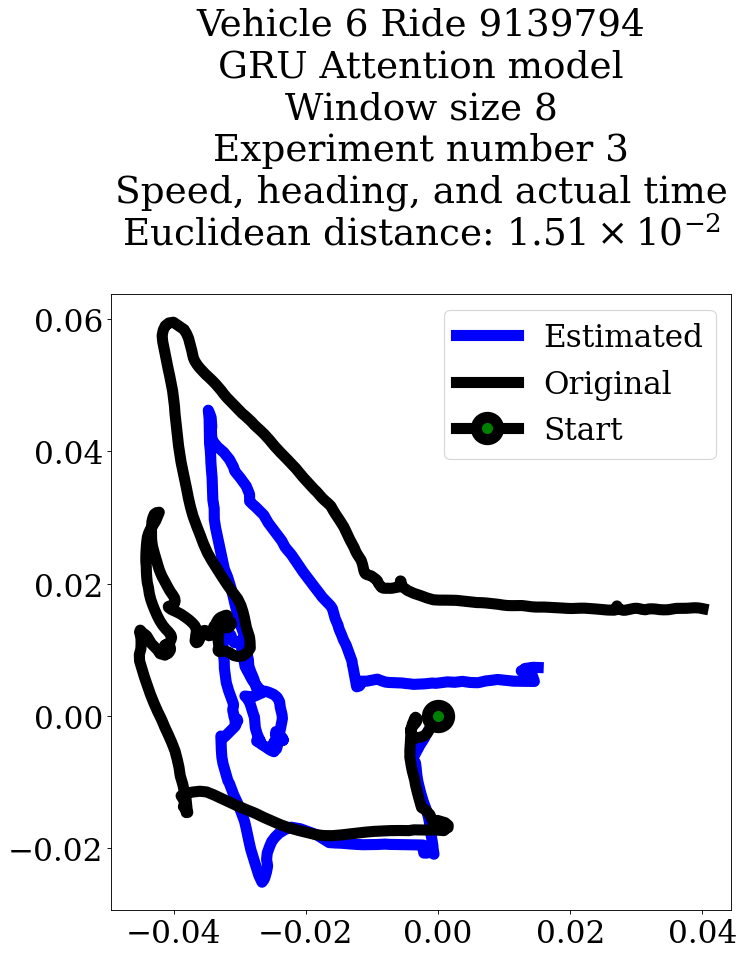 Vehicle 6 Ride 9139794
GRU Attention model
Window size 8
Experiment number 3
Speed, heading, and actual time
Euclidean distance: 1.51 × 10⁻²
Estimated
Original
Start
0.06
0.04
0.02
0.00
−0.02
−0.04 −0.02 0.00 0.02 0.04